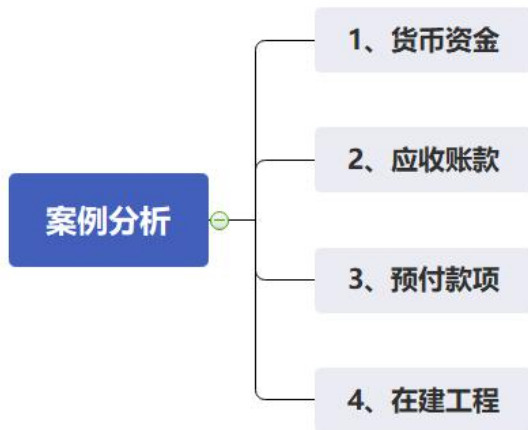 案例分析
1、货币资金
2、应收账款
3、预付款项
4、在建工程